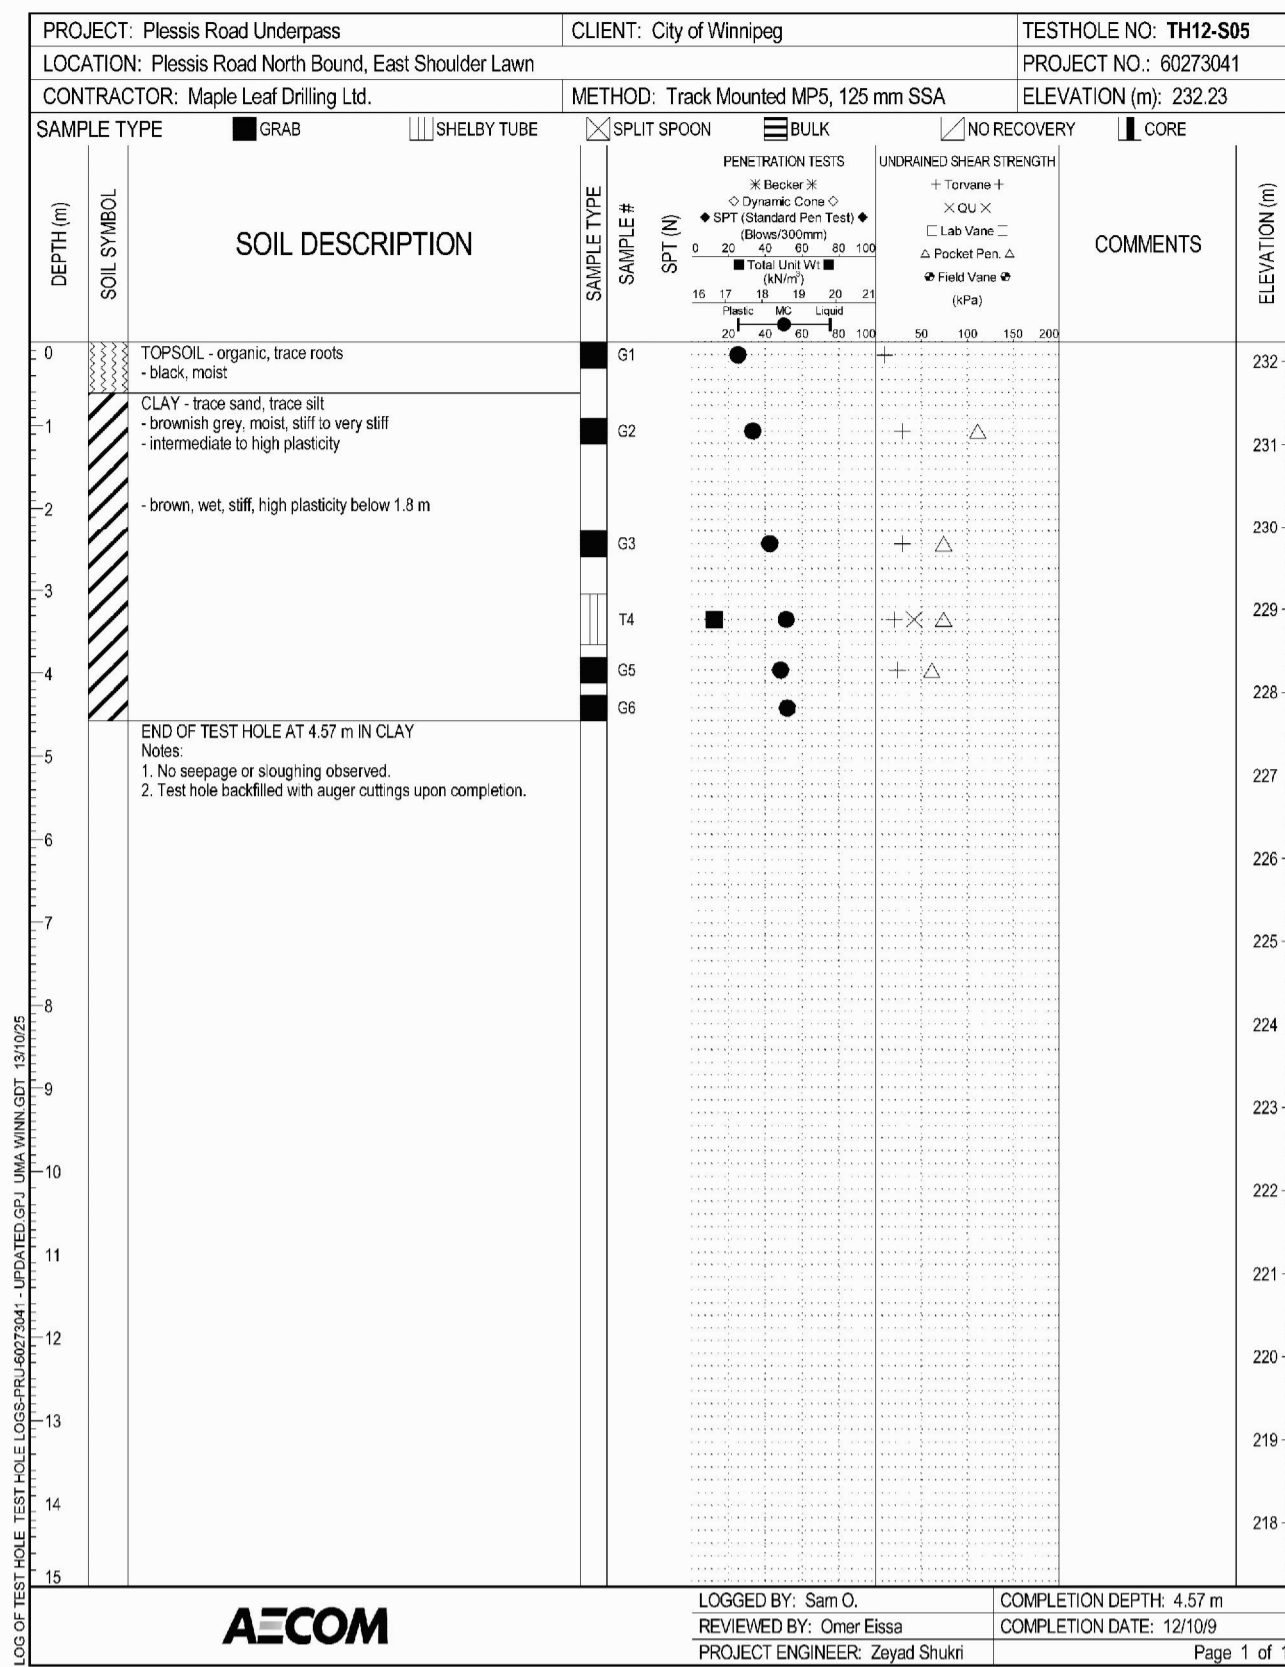 PROJECT: Plessis Road Underpass CLIENT: City of Winnipeg TESTHOLE NO: TH12-S05
LOCATION: Plessis Road North Bound, East Shoulder Lawn PROJECT NO.: 60273041
CONTRACTOR: Maple Leaf Drilling Ltd. METHOD: Track Mounted MP5, 125 mm SSA ELEVATION (m): 232.23
SAMPLE TYPE GRAB SHELBY TUBE SPLIT SPOON BULK NO RECOVERY CORE
DEPTH (m)
SOIL SYMBOL
SOIL DESCRIPTION
SAMPLE TYPE
SAMPLE #
SPT (N)
PENETRATION TESTS
Becker
Dynamic Cone
SPT (Standard Pen Test)
(Blows/300mm)
0 20 40 60 80 100
Total Unit Wt
(kN/m³)
16 17 18 19 20 21
Plastic MC Liquid
20 40 60 80 100
UNDRAINED SHEAR STRENGTH
+ Torvane +
× QU ×
□ Lab Vane □
△ Pocket Pen. △
Field Vane
(kPa)
50 100 150 200
COMMENTS
ELEVATION (m)
0 TOPSOIL - organic, trace roots G1
- black, moist 232
CLAY - trace sand, trace silt
1 - brownish grey, moist, stiff to very stiff G2
- intermediate to high plasticity 231
2 - brown, wet, stiff, high plasticity below 1.8 m
230
G3
3
229
T4
4 G5
228
G6
END OF TEST HOLE AT 4.57 m IN CLAY
5 Notes:
1. No seepage or sloughing observed. 227
2. Test hole backfilled with auger cuttings upon completion.
6
226
7
225
8
224
9
223
10
222
11
221
12
220
13
219
14
218
15
LOG OF TEST HOLE TEST HOLE LOGS-PRU-60273041 - UPDATED.GPJ UMA WINN.GDT 13/10/25
AECOM
LOGGED BY: Sam O. COMPLETION DEPTH: 4.57 m
REVIEWED BY: Omer Eissa COMPLETION DATE: 12/10/9
PROJECT ENGINEER: Zeyad Shukri Page 1 of 1